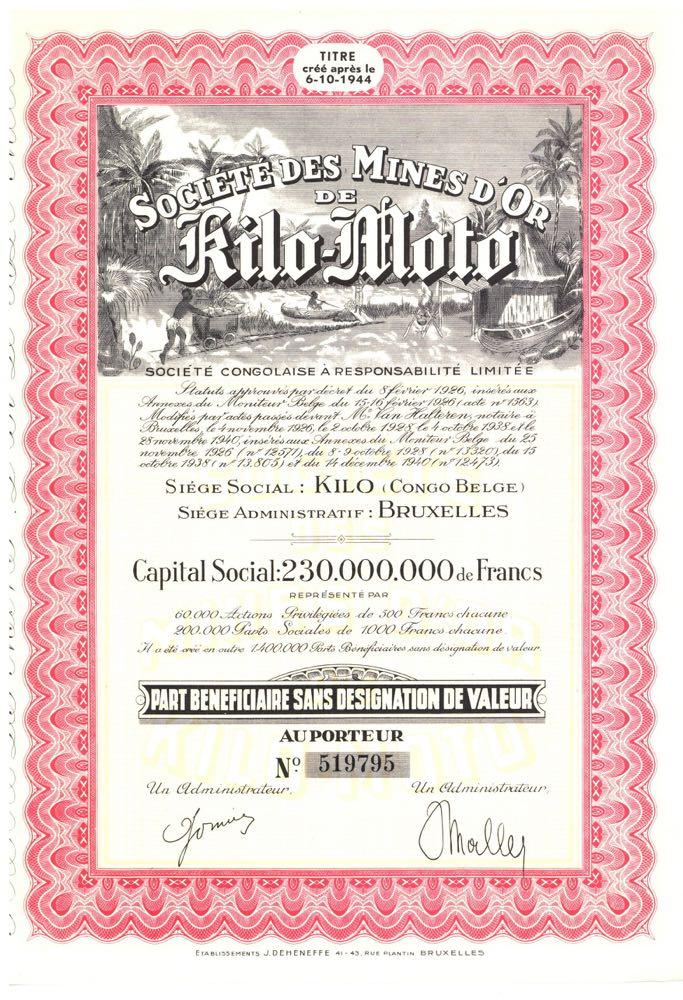 TITRE
créé après le
6-10-1944
SOCIÉTÉ DES MINES D'OR
DE
Kilo-Moto
SOCIÉTÉ CONGOLAISE À RESPONSABILITÉ LIMITÉE
Statuts approuvés par décret du 8 février 1926, insérés aux
Annexes du Moniteur Belge du 15-16 février 1926 (acte n° 1363).
Modifiés par actes passés devant Me Van Halteren, notaire à
Bruxelles, le 4 novembre 1926, le 2 octobre 1928, le 4 octobre 1938 et le
28 novembre 1940, insérés aux Annexes du Moniteur Belge du 25
novembre 1926 (n° 12571), du 8-9 octobre 1928 (n° 13320), du 15
octobre 1938 (n° 13.805) et du 14 décembre 1940 (n° 12473).
SIÉGE SOCIAL : KILO (CONGO BELGE)
SIÉGE ADMINISTRATIF : BRUXELLES
Capital Social: 230.000.000 de Francs
REPRÉSENTÉ PAR
60.000 Actions Privilégiées de 500 Francs chacune
200.000 Parts Sociales de 1000 Francs chacune
Il a été créé en outre 1.400.000 Parts Bénéficiaires sans désignation de valeur
PART BENEFICIAIRE SANS DESIGNATION DE VALEUR
AU PORTEUR
No. 519795
Un Administrateur, Un Administrateur,
ETABLISSEMENTS J. DEHENEFFE 41-43, RUE PLANTIN BRUXELLES